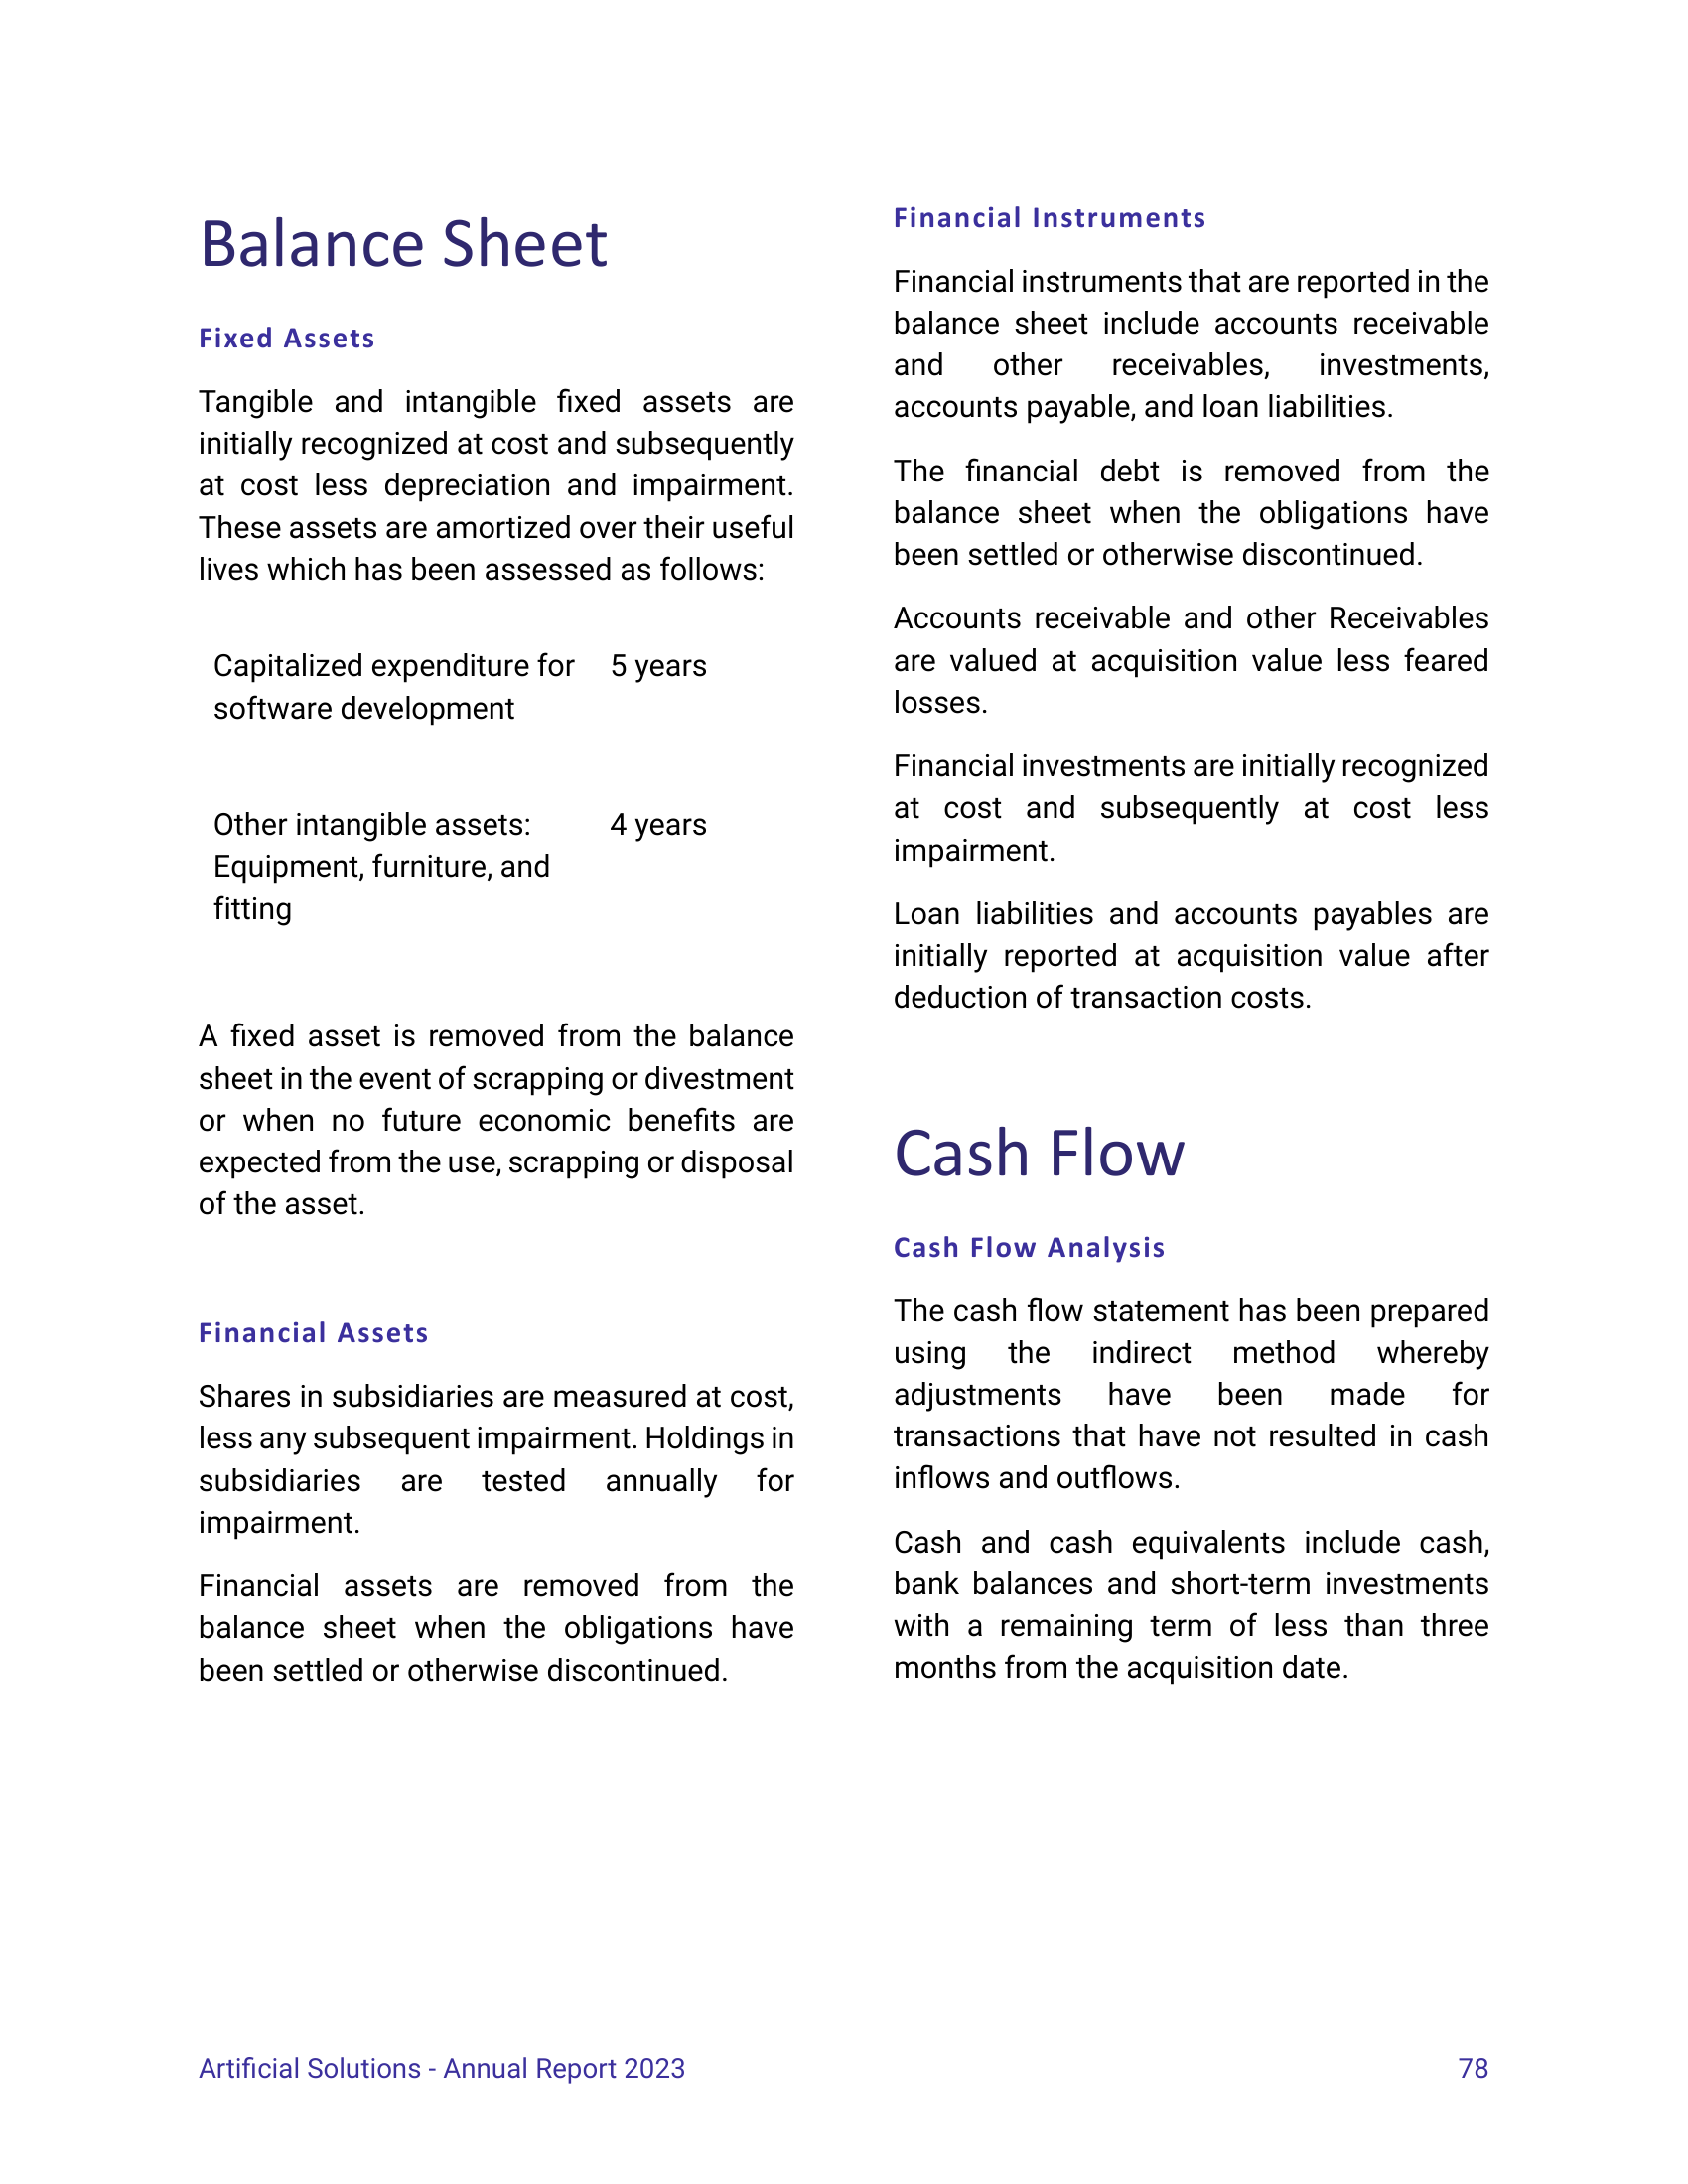 Balance Sheet
Fixed Assets
Tangible and intangible fixed assets are
initially recognized at cost and subsequently
at cost less depreciation and impairment.
These assets are amortized over their useful
lives which has been assessed as follows:
Capitalized expenditure for 5 years
software development
Other intangible assets: 4 years
Equipment, furniture, and
fitting
A fixed asset is removed from the balance
sheet in the event of scrapping or divestment
or when no future economic benefits are
expected from the use, scrapping or disposal
of the asset.
Financial Assets
Shares in subsidiaries are measured at cost,
less any subsequent impairment. Holdings in
subsidiaries are tested annually for
impairment.
Financial assets are removed from the
balance sheet when the obligations have
been settled or otherwise discontinued.
Financial Instruments
Financial instruments that are reported in the
balance sheet include accounts receivable
and other receivables, investments,
accounts payable, and loan liabilities.
The financial debt is removed from the
balance sheet when the obligations have
been settled or otherwise discontinued.
Accounts receivable and other Receivables
are valued at acquisition value less feared
losses.
Financial investments are initially recognized
at cost and subsequently at cost less
impairment.
Loan liabilities and accounts payables are
initially reported at acquisition value after
deduction of transaction costs.
Cash Flow
Cash Flow Analysis
The cash flow statement has been prepared
using the indirect method whereby
adjustments have been made for
transactions that have not resulted in cash
inflows and outflows.
Cash and cash equivalents include cash,
bank balances and short-term investments
with a remaining term of less than three
months from the acquisition date.
Artificial Solutions - Annual Report 2023 78